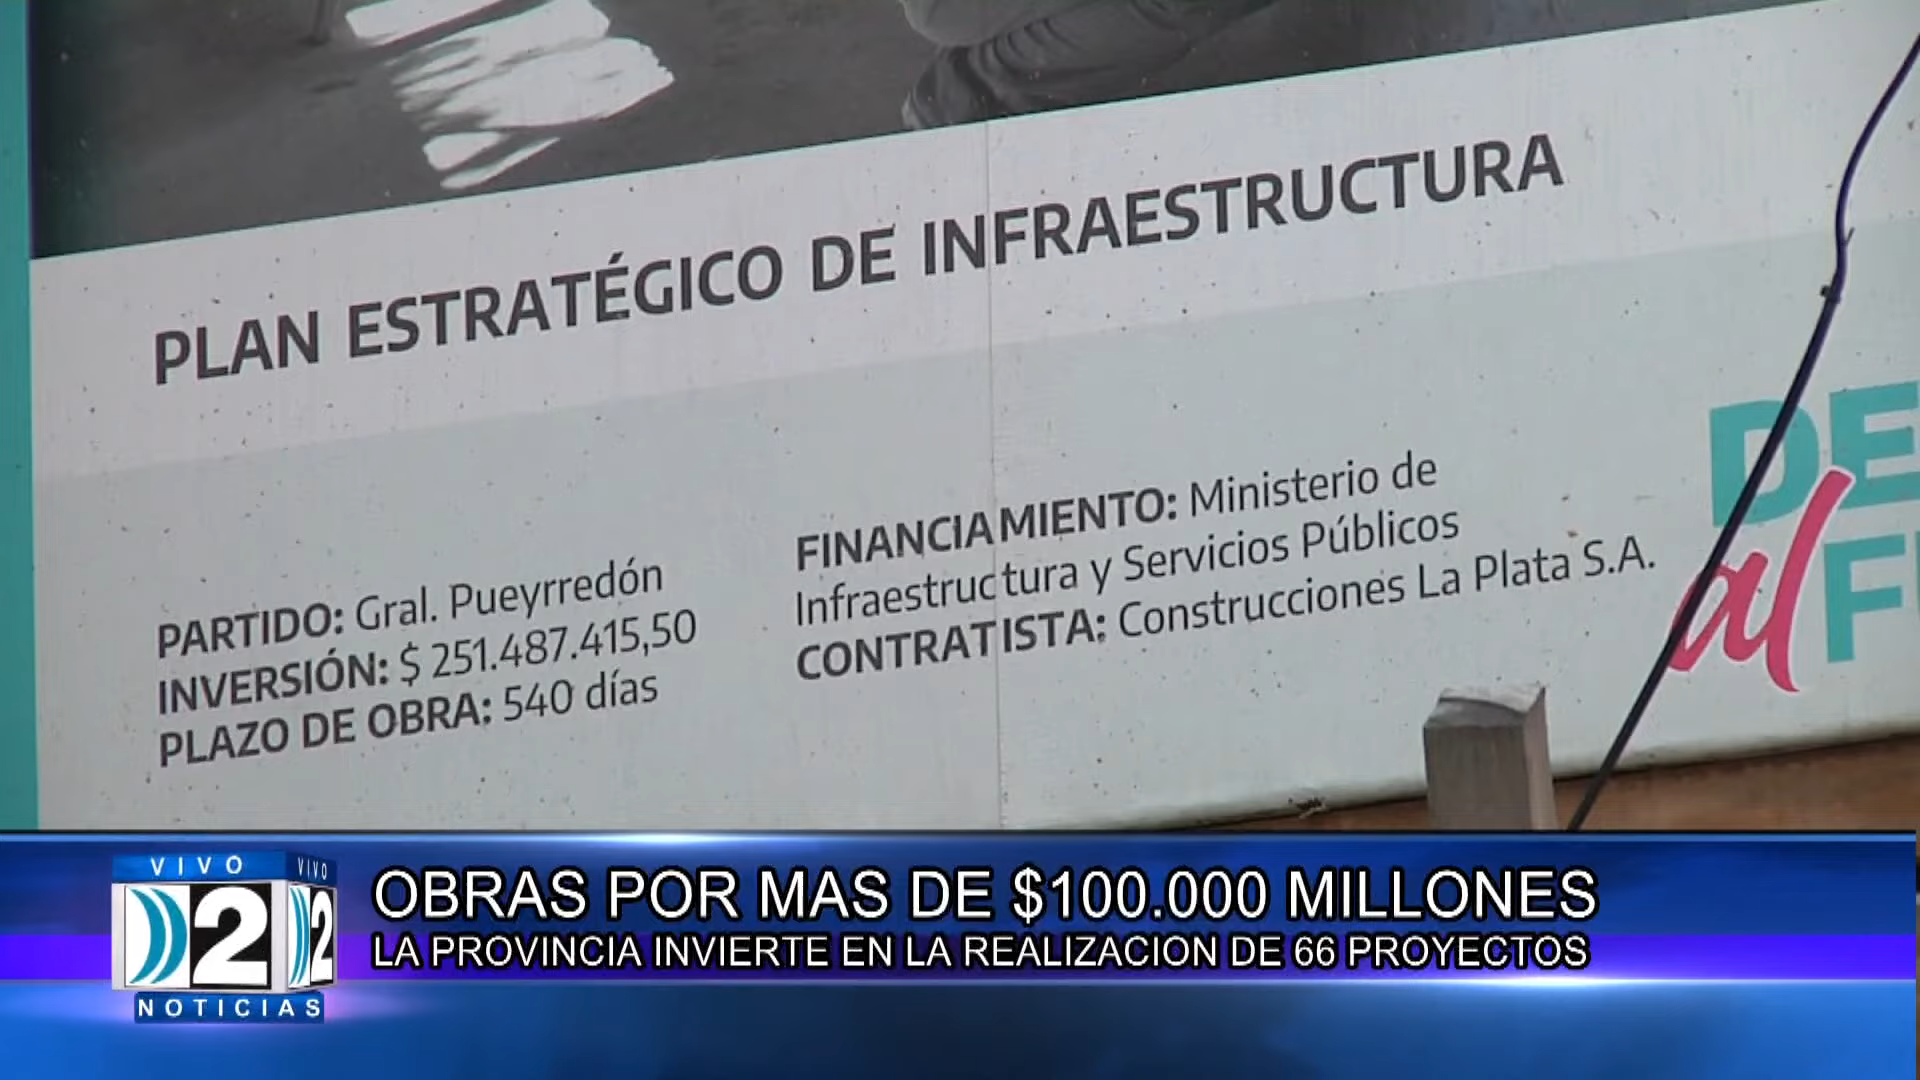 PLAN ESTRATÉGICO DE INFRAESTRUCTURA
PARTIDO: Gral. Pueyrredón
INVERSIÓN: $ 251.487.415,50
PLAZO DE OBRA: 540 días
FINANCIAMIENTO: Ministerio de
Infraestructura y Servicios Públicos
CONTRATISTA: Construcciones La Plata S.A.
DE
al
F
VIVO VIVO
2 2
NOTICIAS
OBRAS POR MAS DE $100.000 MILLONES
LA PROVINCIA INVIERTE EN LA REALIZACION DE 66 PROYECTOS